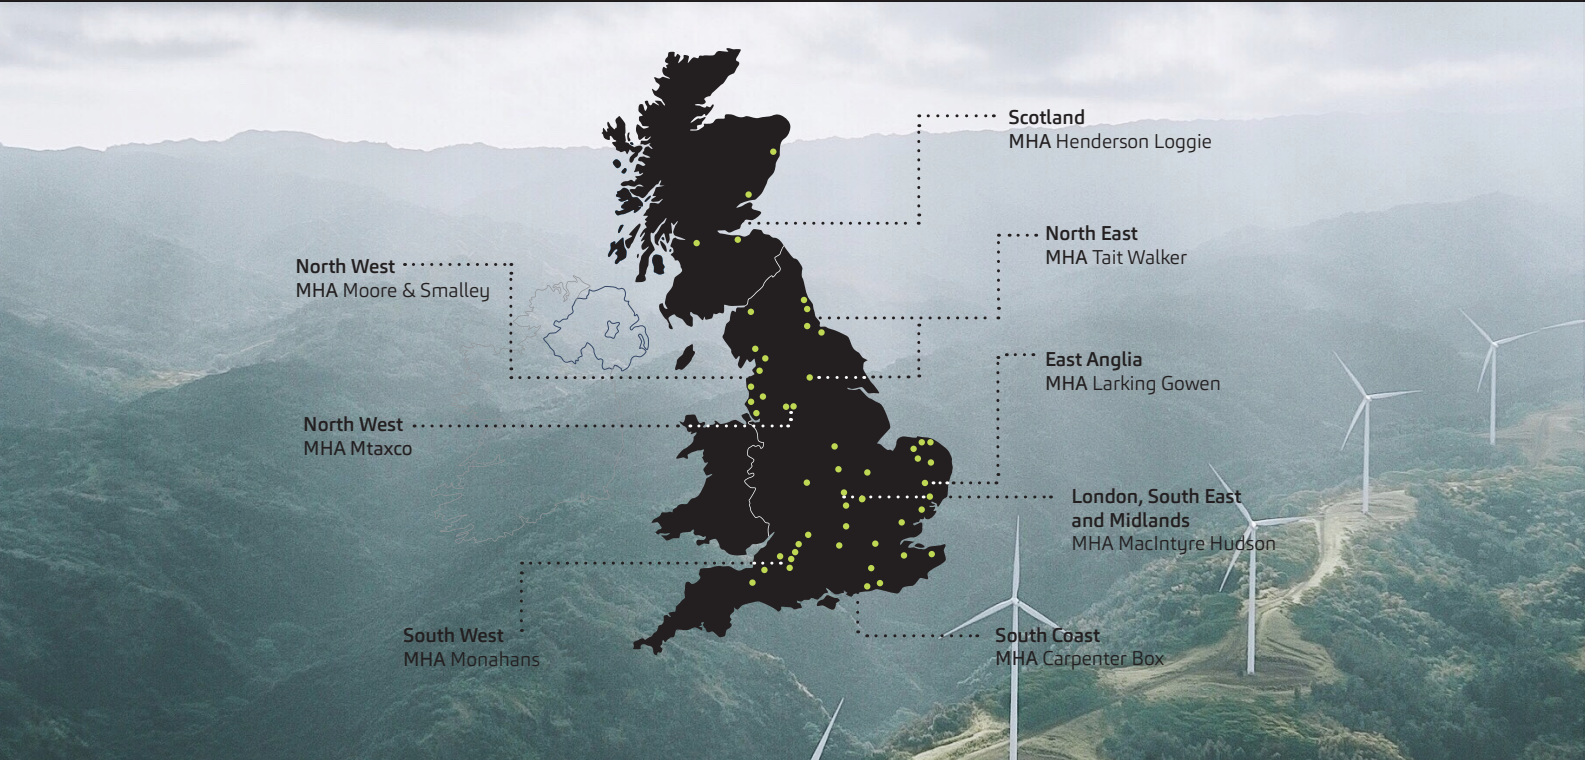 Scotland
MHA Henderson Loggie
North East
MHA Tait Walker
North West
MHA Moore & Smalley
East Anglia
MHA Larking Gowen
North West
MHA Mtaxco
London, South East
and Midlands
MHA MacIntyre Hudson
South West
MHA Monahans
South Coast
MHA Carpenter Box